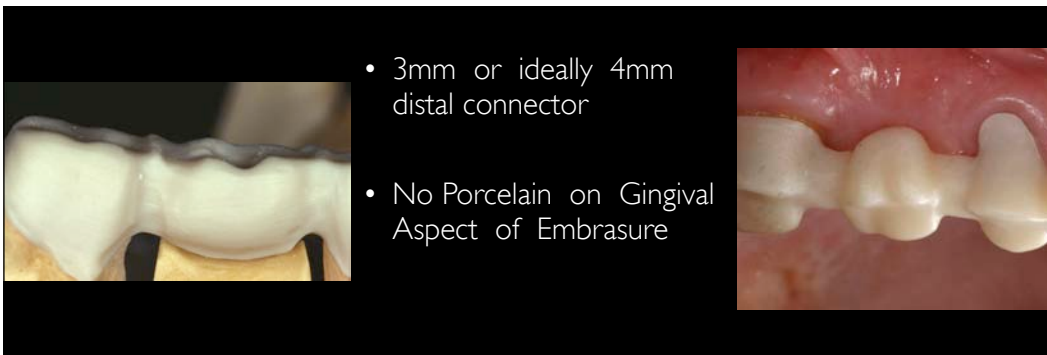 • 3mm or ideally 4mm
distal connector
• No Porcelain on Gingival
Aspect of Embrasure